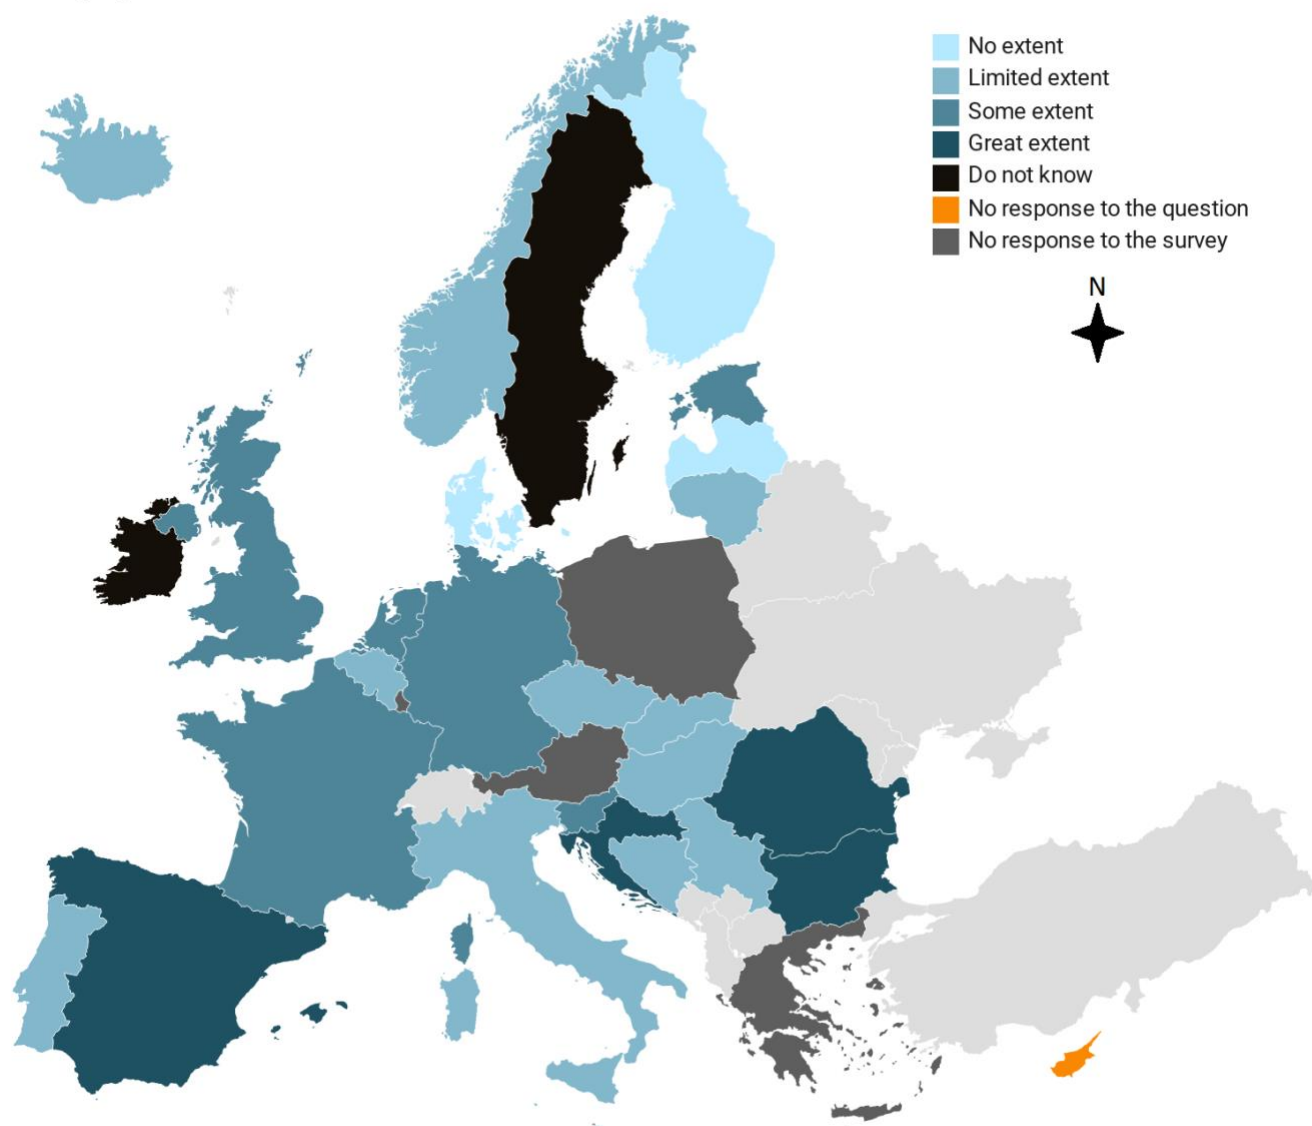 No extent
Limited extent
Some extent
Great extent
Do not know
No response to the question
No response to the survey
N